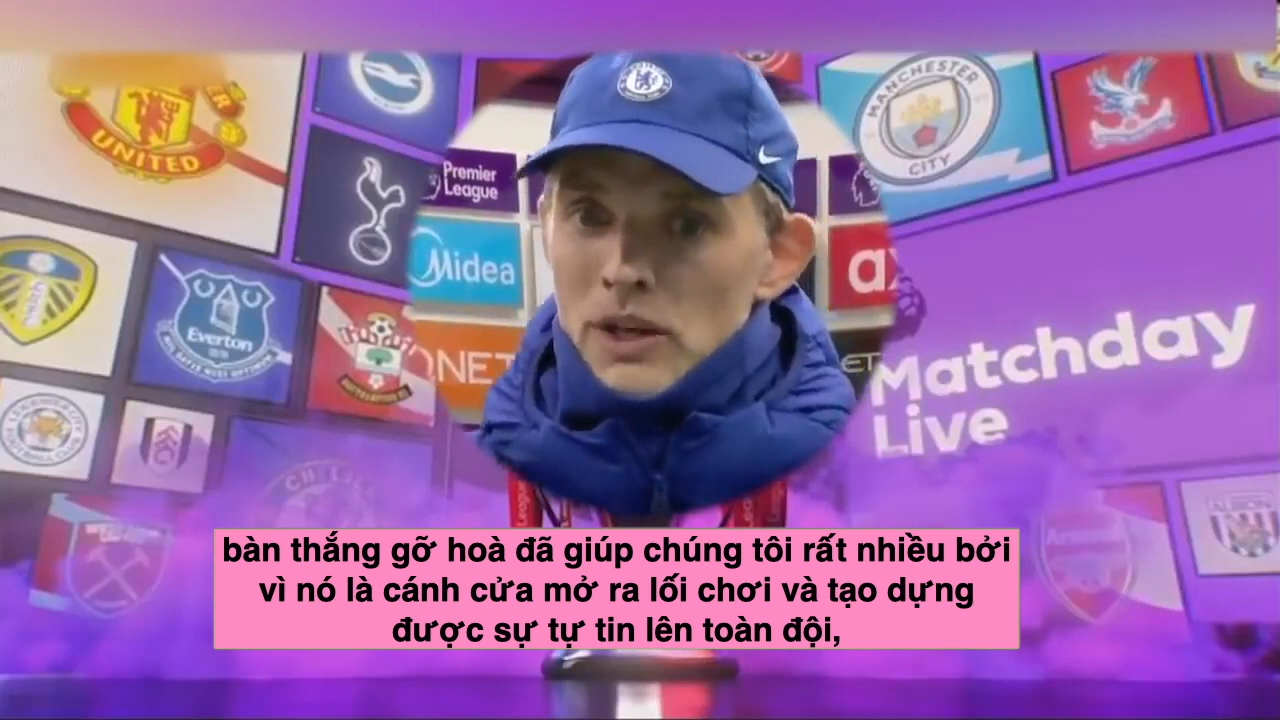 UNITED
MANCHESTER
CITY
Premier
League
Midea
Everton
QNET
Matchday
Live
bàn thắng gỡ hoà đã giúp chúng tôi rất nhiều bởi
vì nó là cánh cửa mở ra lối chơi và tạo dựng
được sự tự tin lên toàn đội,